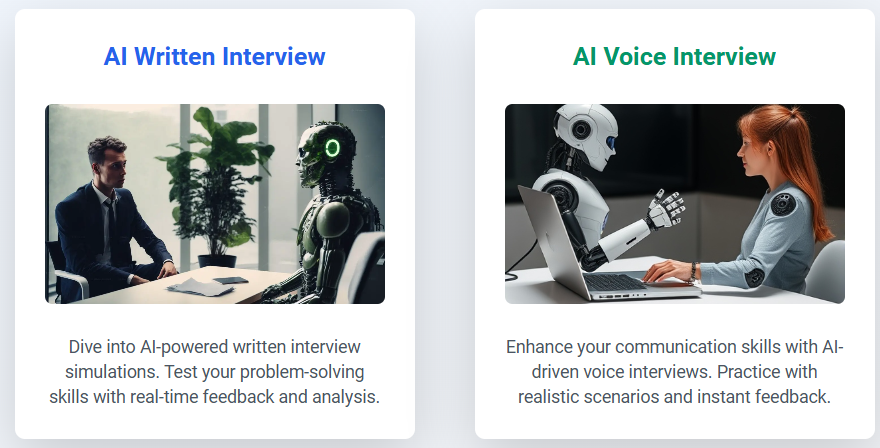 AI Written Interview
Dive into AI-powered written interview
simulations. Test your problem-solving
skills with real-time feedback and analysis.
AI Voice Interview
Enhance your communication skills with AI-
driven voice interviews. Practice with
realistic scenarios and instant feedback.